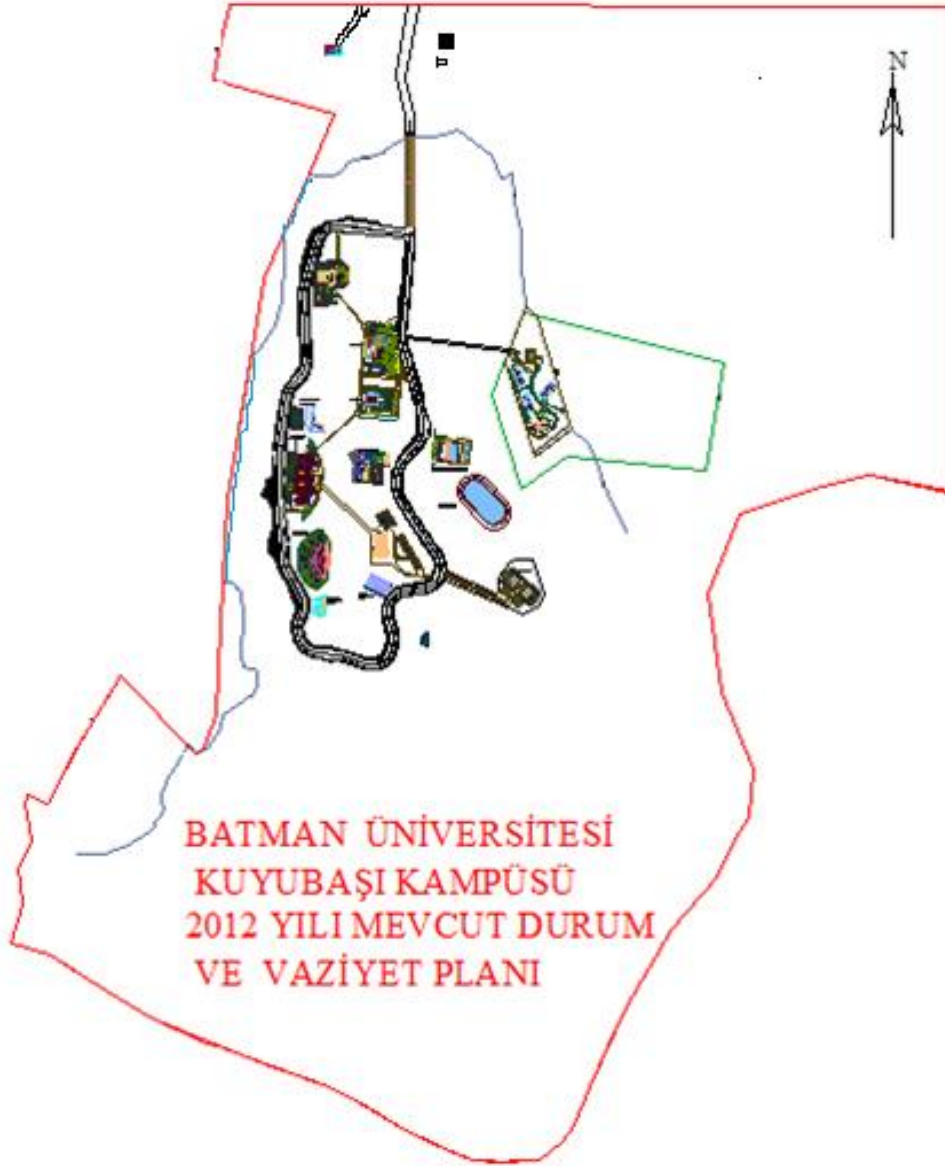 N
BATMAN ÜNİVERSİTESİ
KUYUBAŞI KAMPÜSÜ
2012 YILI MEVCUT DURUM
VE VAZİYET PLANI